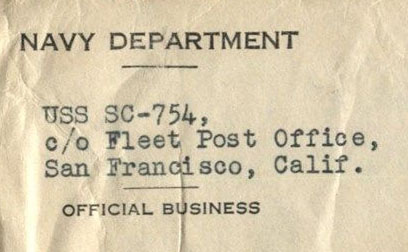 NAVY DEPARTMENT
USS SC-754,
c/o Fleet Post Office,
San Francisco, Calif.
OFFICIAL BUSINESS